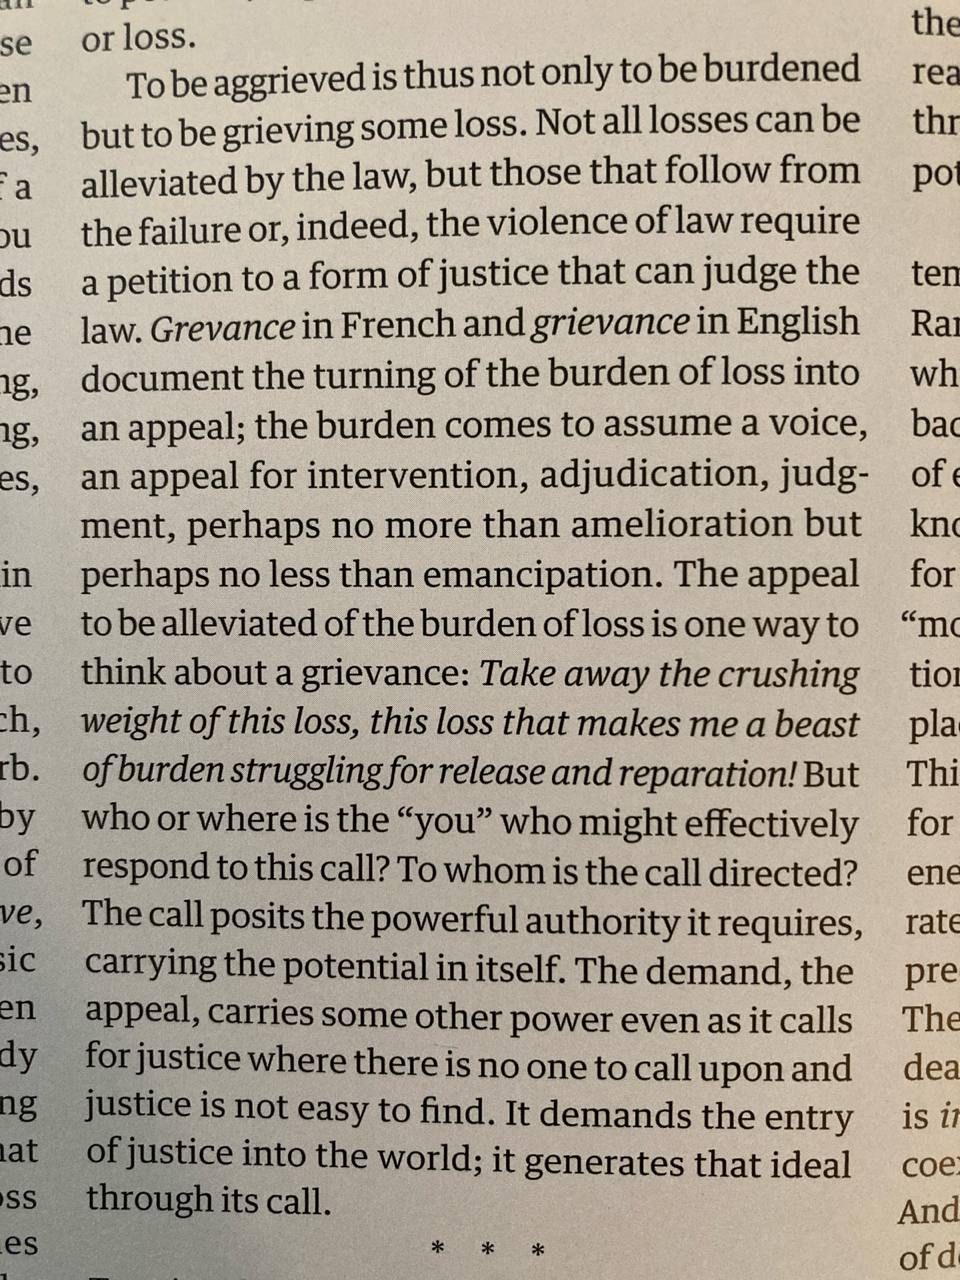 or loss.
To be aggrieved is thus not only to be burdened
but to be grieving some loss. Not all losses can be
alleviated by the law, but those that follow from
the failure or, indeed, the violence of law require
a petition to a form of justice that can judge the
law. Grevance in French and grievance in English
document the turning of the burden of loss into
an appeal; the burden comes to assume a voice,
an appeal for intervention, adjudication, judg-
ment, perhaps no more than amelioration but
perhaps no less than emancipation. The appeal
to be alleviated of the burden of loss is one way to
think about a grievance: Take away the crushing
weight of this loss, this loss that makes me a beast
of burden struggling for release and reparation! But
who or where is the “you” who might effectively
respond to this call? To whom is the call directed?
The call posits the powerful authority it requires,
carrying the potential in itself. The demand, the
appeal, carries some other power even as it calls
for justice where there is no one to call upon and
justice is not easy to find. It demands the entry
of justice into the world; it generates that ideal
through its call.
* * *